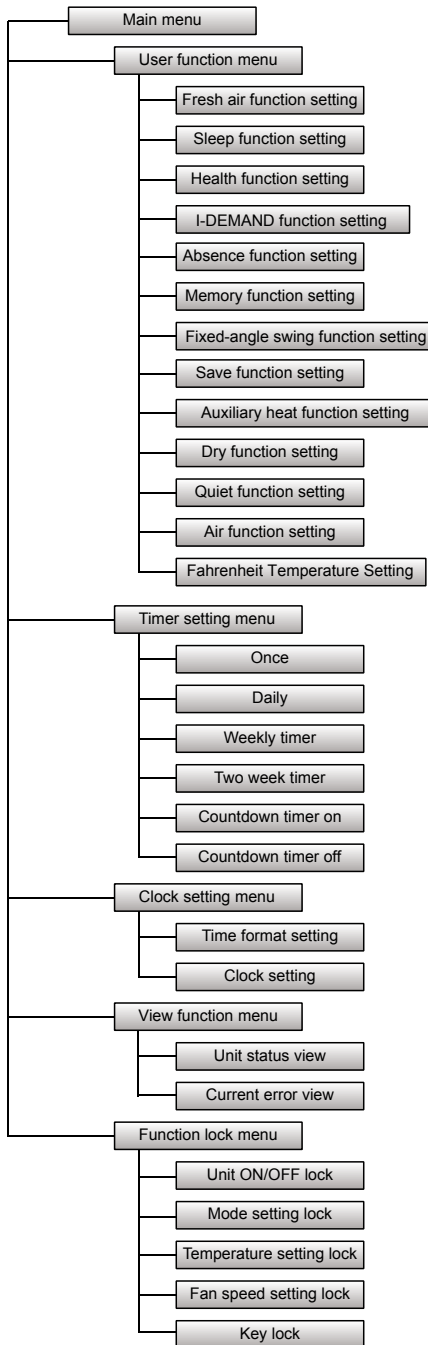 Main menu
User function menu
Fresh air function setting
Sleep function setting
Health function setting
I-DEMAND function setting
Absence function setting
Memory function setting
Fixed-angle swing function setting
Save function setting
Auxiliary heat function setting
Dry function setting
Quiet function setting
Air function setting
Fahrenheit Temperature Setting
Timer setting menu
Once
Daily
Weekly timer
Two week timer
Countdown timer on
Countdown timer off
Clock setting menu
Time format setting
Clock setting
View function menu
Unit status view
Current error view
Function lock menu
Unit ON/OFF lock
Mode setting lock
Temperature setting lock
Fan speed setting lock
Key lock